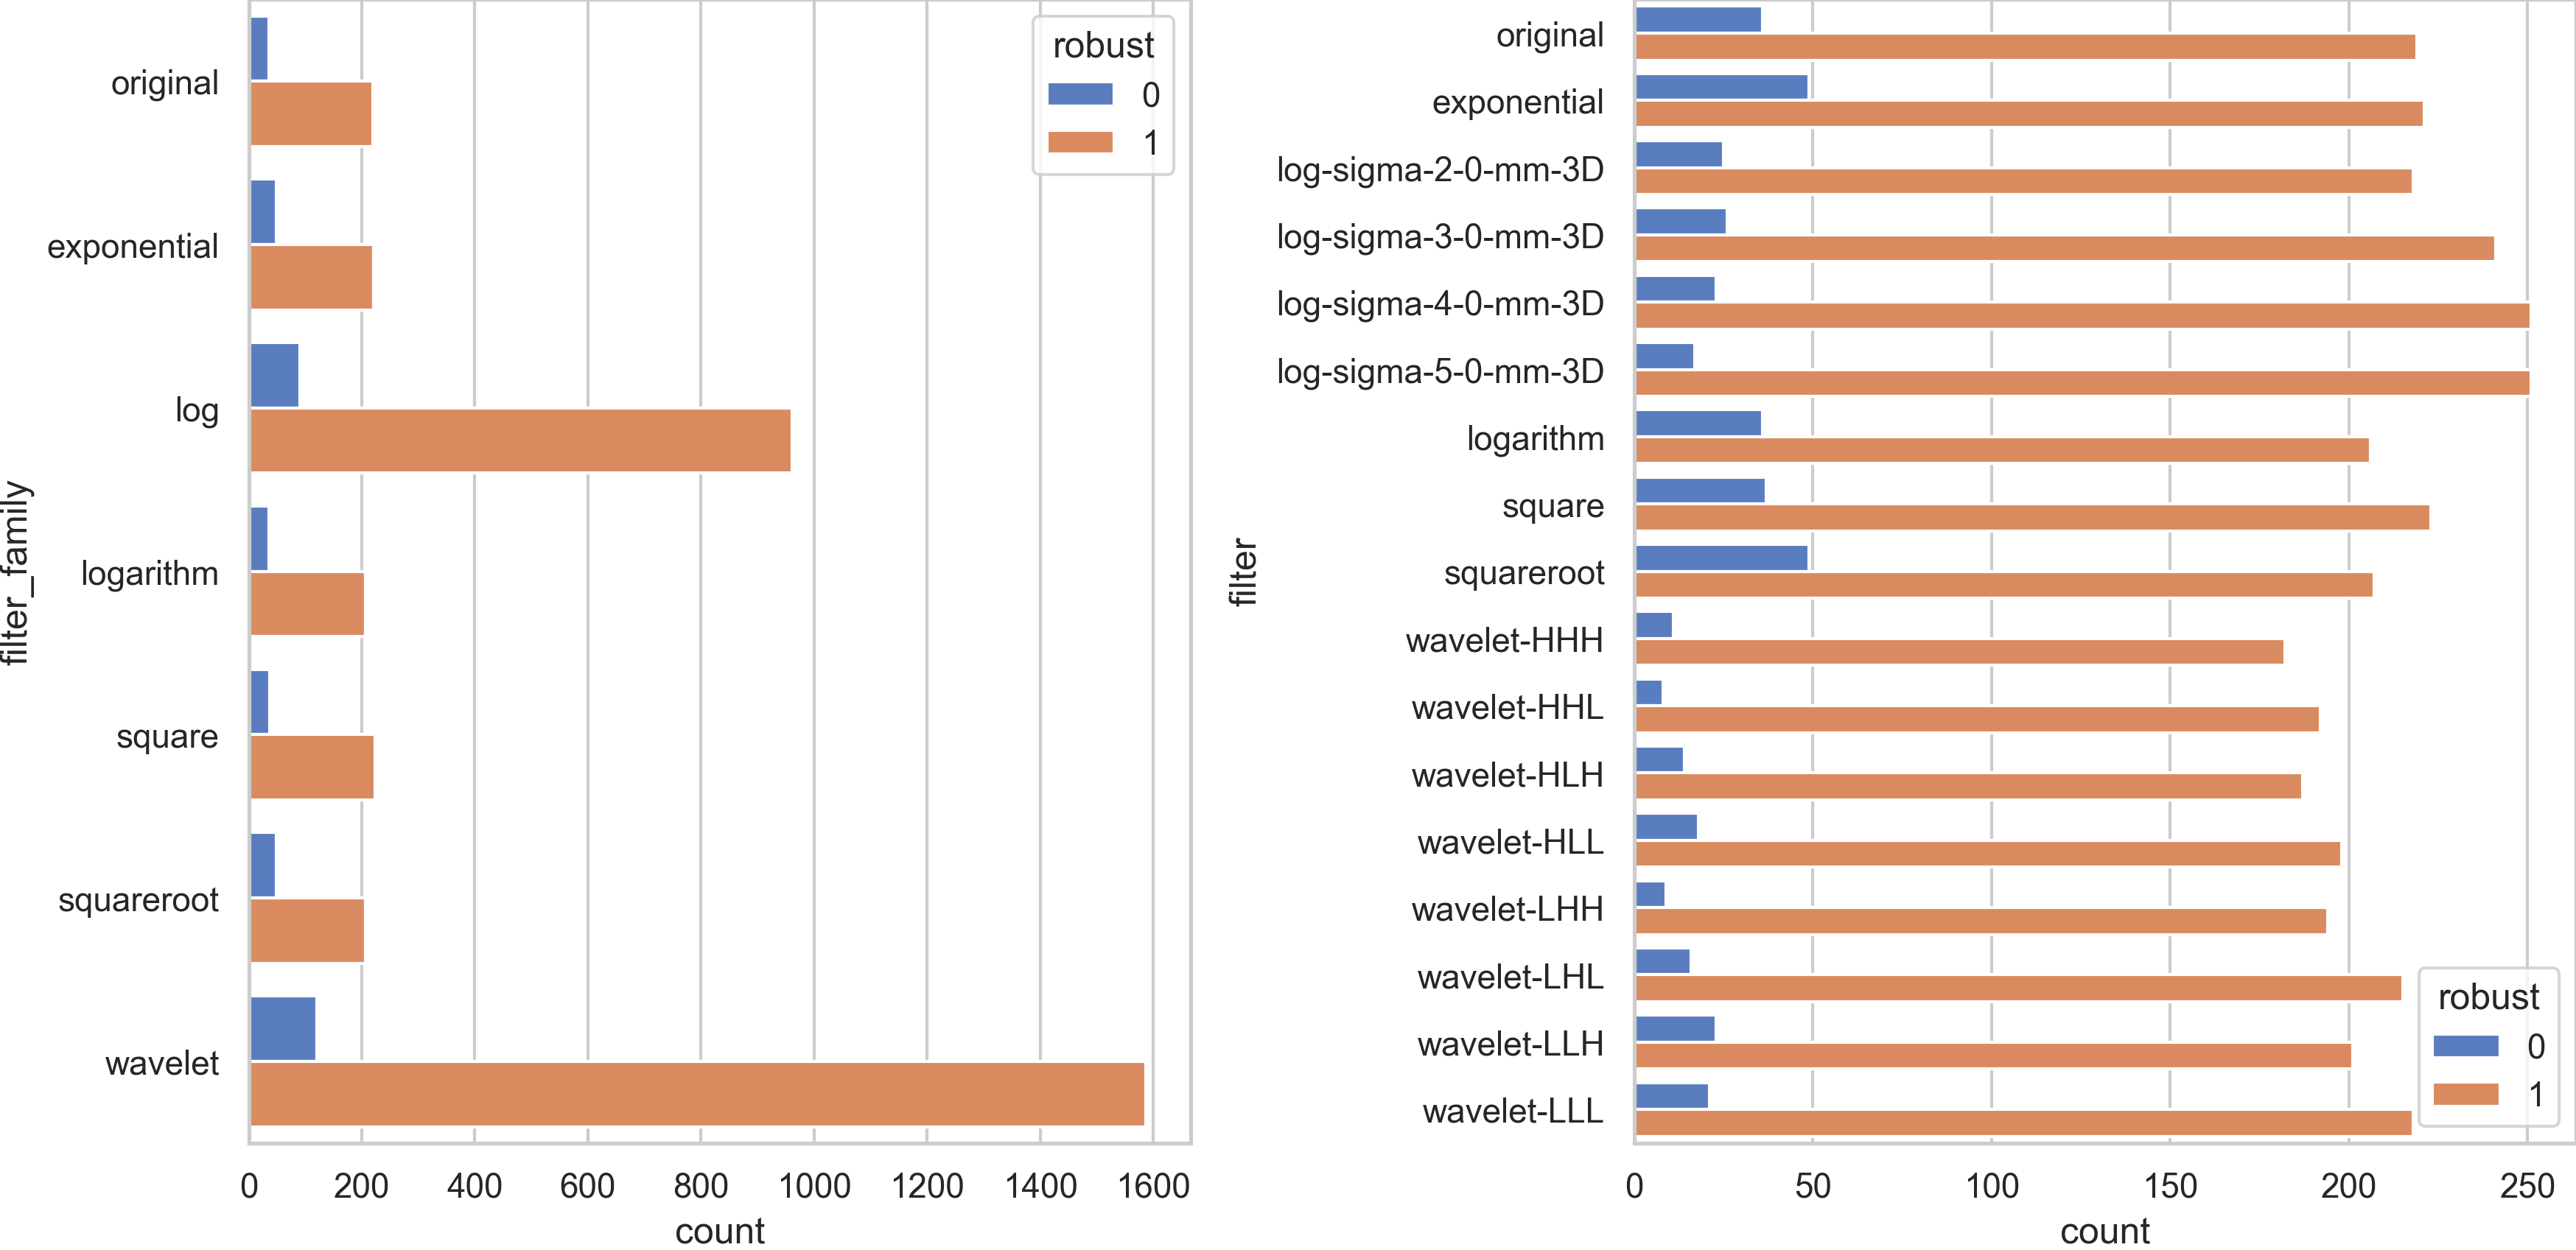 filter_family
original
exponential
log
logarithm
square
squareroot
wavelet
0 200 400 600 800 1000 1200 1400 1600
count
robust
0
1
filter
original
exponential
log-sigma-2-0-mm-3D
log-sigma-3-0-mm-3D
log-sigma-4-0-mm-3D
log-sigma-5-0-mm-3D
logarithm
square
squareroot
wavelet-HHH
wavelet-HHL
wavelet-HLH
wavelet-HLL
wavelet-LHH
wavelet-LHL
wavelet-LLH
wavelet-LLL
0 50 100 150 200 250
count
robust
0
1